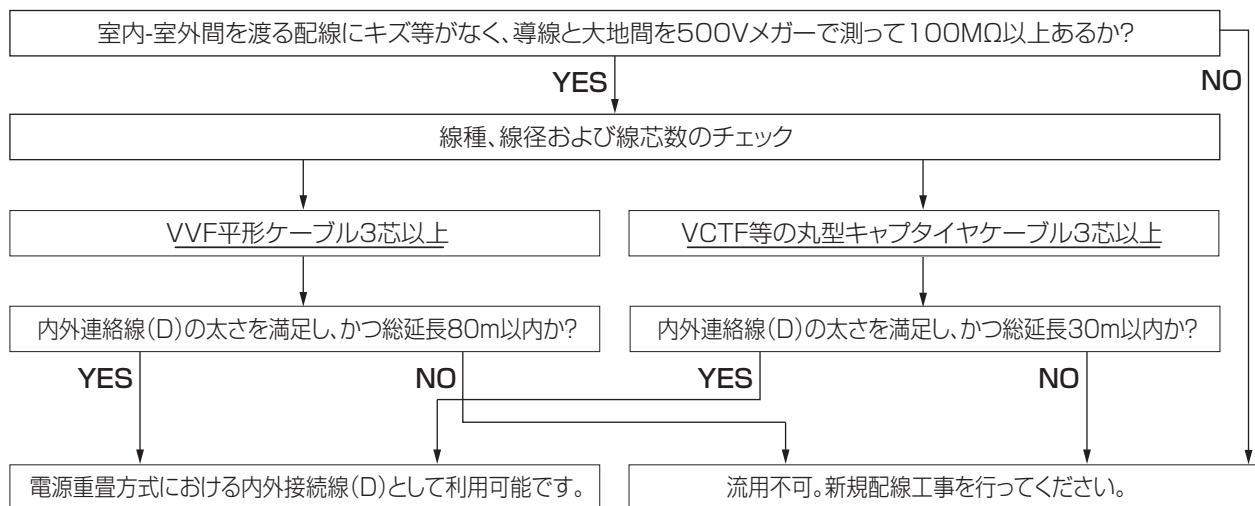 室内-室外間を渡る配線にキズ等がなく、導線と大地間を500Vメガーで測って100MΩ以上あるか?
YES
NO
線種、線径および線芯数のチェック
VVF平形ケーブル3芯以上
VCTF等の丸型キャプタイヤケーブル3芯以上
内外連絡線(D)の太さを満足し、かつ総延長80m以内か?
内外連絡線(D)の太さを満足し、かつ総延長30m以内か?
YES
NO
YES
NO
電源重畳方式における内外接続線(D)として利用可能です。
流用不可。新規配線工事を行ってください。